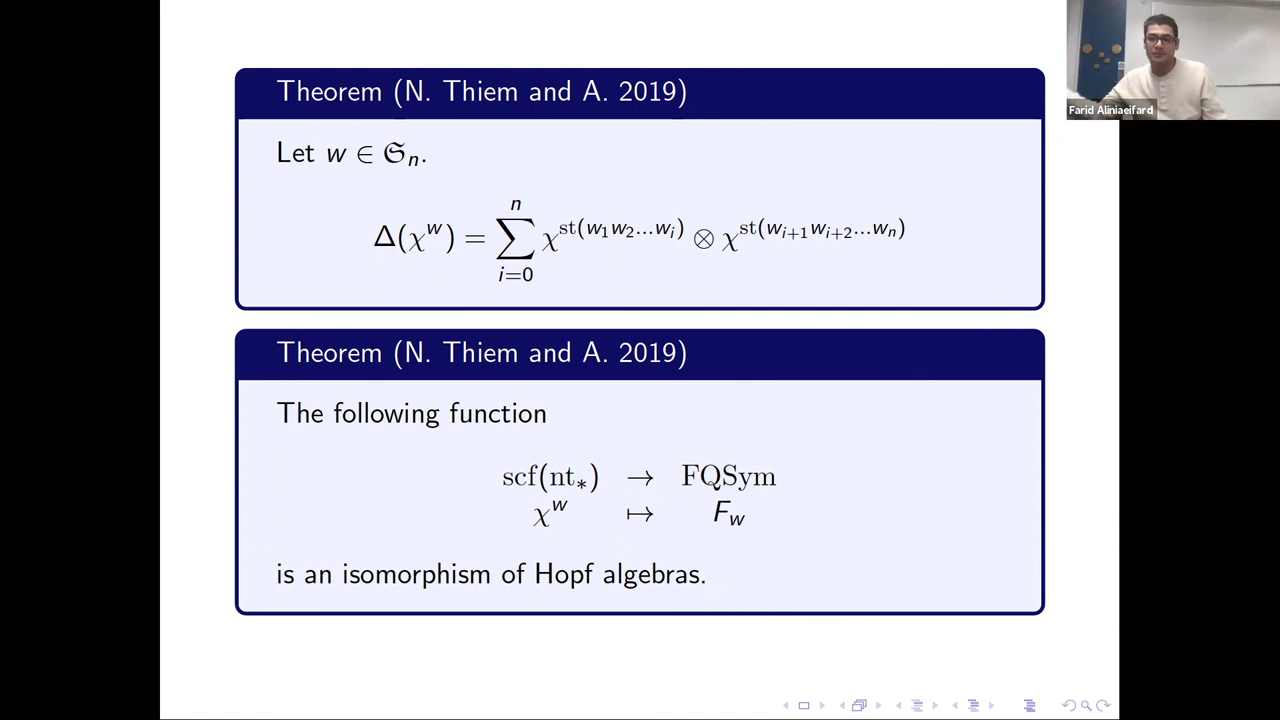 Theorem (N. Thiem and A. 2019)
Let w ∈ 𝔖ₙ.
Δ(χ^w) = ∑_{i=0}^{n} χ^{st(w₁w₂...wᵢ)} ⊗ χ^{st(wᵢ₊₁wᵢ₊₂...wₙ)}
Theorem (N. Thiem and A. 2019)
The following function
scf(nt∗) → FQSym
χ^w ↦ F_w
is an isomorphism of Hopf algebras.
Farid Aliniaeifard